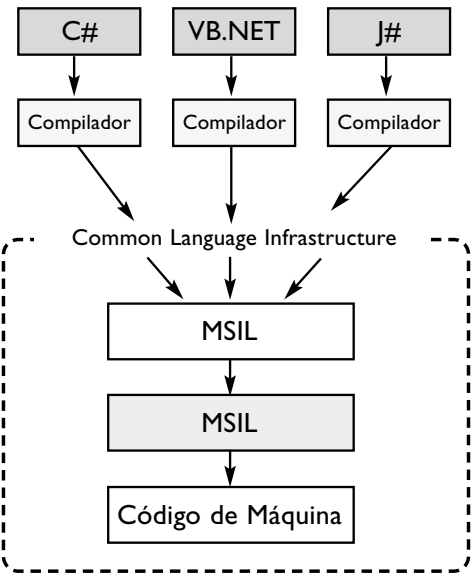 C#
VB.NET
J#
Compilador
Compilador
Compilador
Common Language Infrastructure
MSIL
MSIL
Código de Máquina